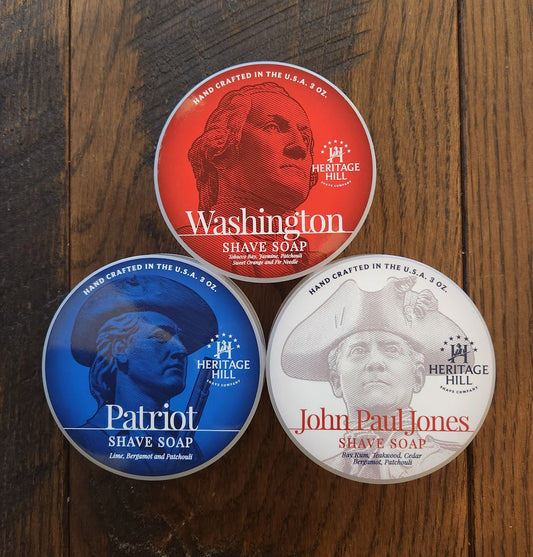 HAND CRAFTED IN THE U.S.A. 3 OZ.
HERITAGE
HILL
SHAVE COMPANY
Washington
SHAVE SOAP
Tobacco Bay, Jasmine, Patchouli
Sweet Orange and Fir Needle
HAND CRAFTED IN THE U.S.A. 3 OZ.
HERITAGE
HILL
SHAVE COMPANY
Patriot
SHAVE SOAP
Lime, Bergamot and Patchouli
HAND CRAFTED IN THE U.S.A. 3 OZ.
HERITAGE
HILL
SHAVE COMPANY
John Paul Jones
SHAVE SOAP
Bay Rum, Teakwood, Cedar
Bergamot, Patchouli